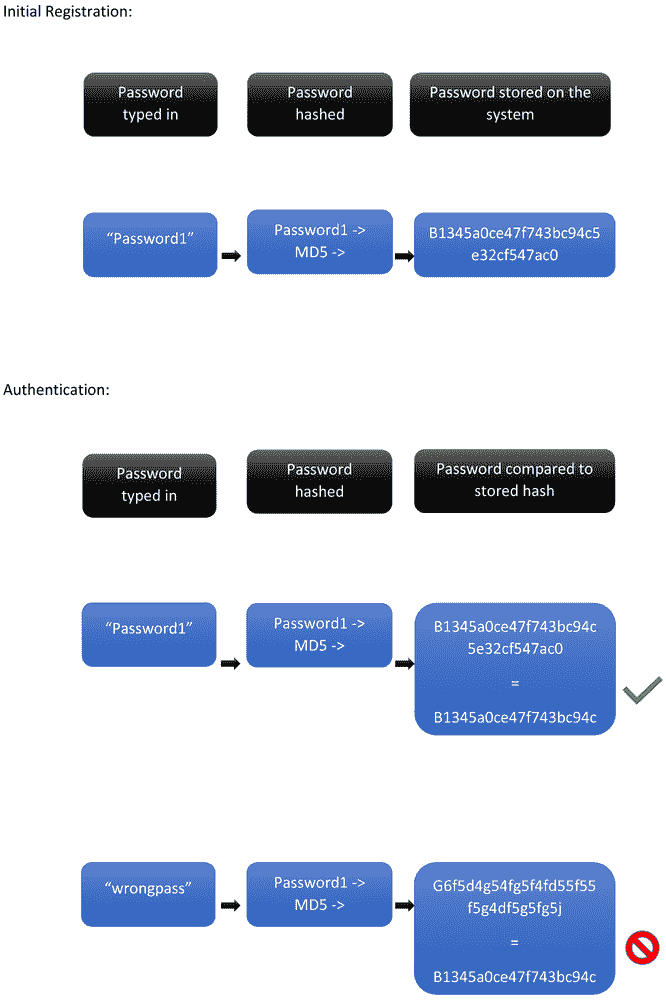 Initial Registration:
Password
typed in
Password
hashed
Password stored on the
system
“Password1”
Password1 ->
MD5 ->
B1345a0ce47f743bc94c5
e32cf547ac0
Authentication:
Password
typed in
Password
hashed
Password compared to
stored hash
“Password1”
Password1 ->
MD5 ->
B1345a0ce47f743bc94c
5e32cf547ac0
=
B1345a0ce47f743bc94c
“wrongpass”
Password1 ->
MD5 ->
G6f5d4g54fg5f4fd55f55
f5g4df5g5fg5j
=
B1345a0ce47f743bc94c